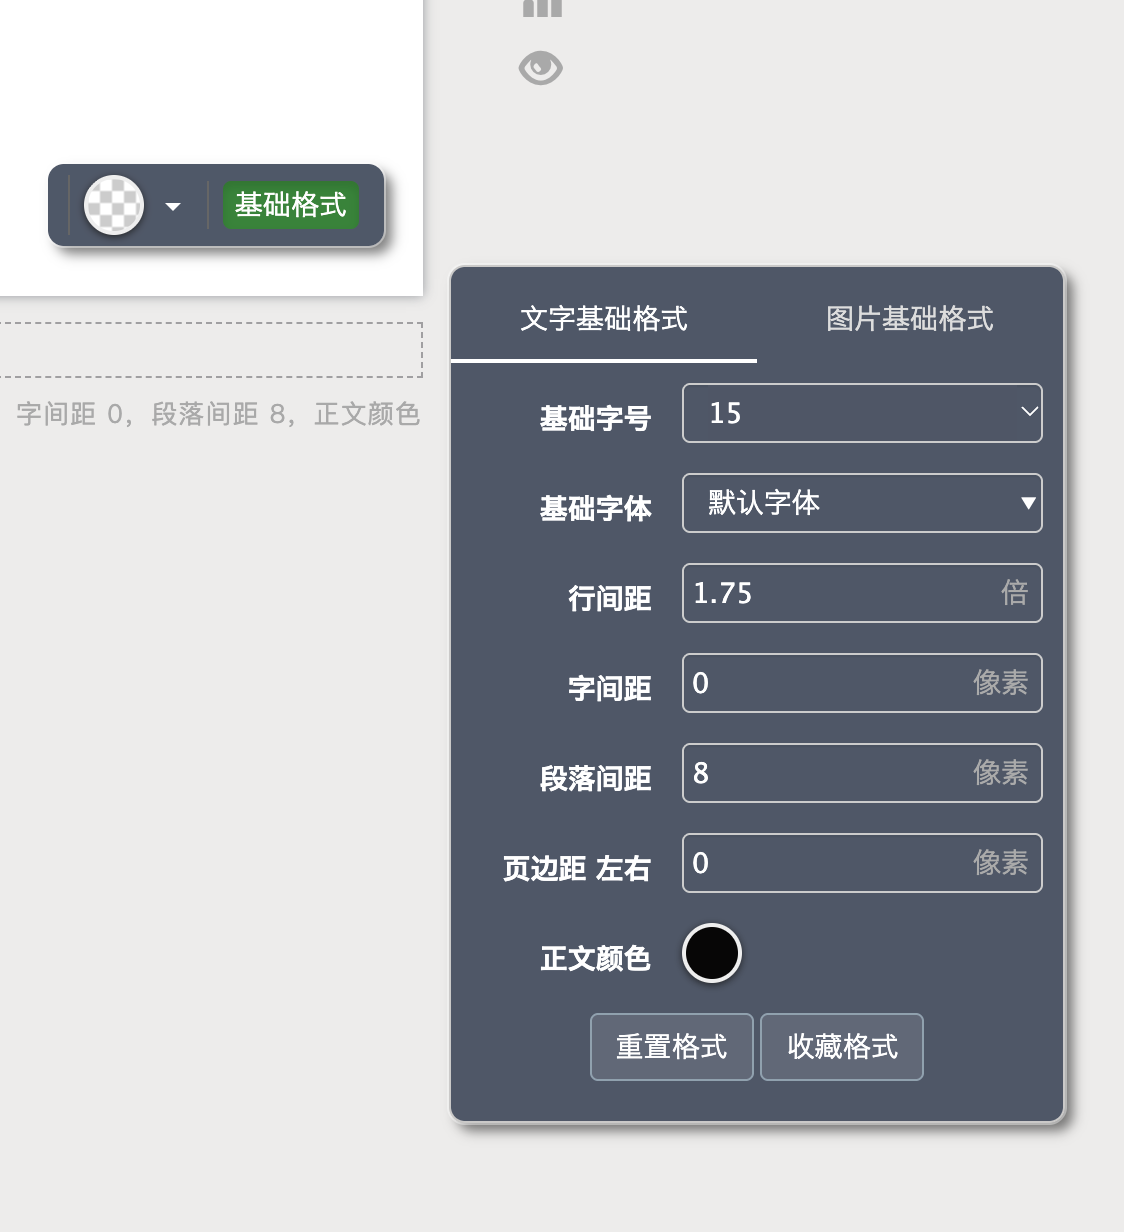 基础格式
字间距 0，段落间距 8，正文颜色
文字基础格式
图片基础格式
基础字号 15
基础字体 默认字体
行间距 1.75 倍
字间距 0 像素
段落间距 8 像素
页边距 左右 0 像素
正文颜色
重置格式
收藏格式